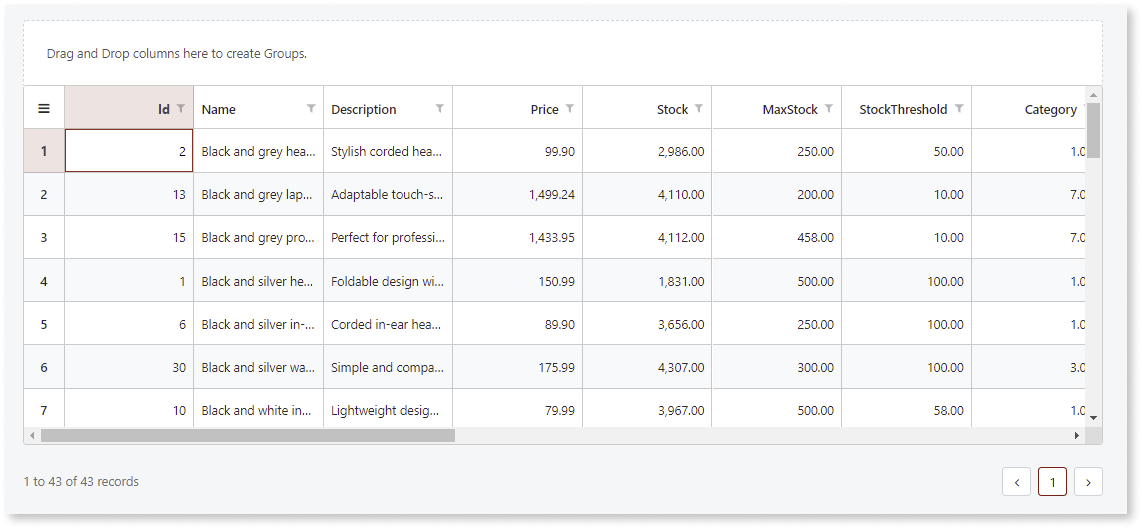 Drag and Drop columns here to create Groups.
Id Name Description Price Stock MaxStock StockThreshold Category
1 2 Black and grey hea... Stylish corded hea... 99.90 2,986.00 250.00 50.00 1.0
2 13 Black and grey lap... Adaptable touch-s... 1,499.24 4,110.00 200.00 10.00 7.0
3 15 Black and grey pro... Perfect for professi... 1,433.95 4,112.00 458.00 10.00 7.0
4 1 Black and silver he... Foldable design wi... 150.99 1,831.00 500.00 100.00 1.0
5 6 Black and silver in-... Corded in-ear hea... 89.90 3,656.00 250.00 100.00 1.0
6 30 Black and silver wa... Simple and compa... 175.99 4,307.00 300.00 100.00 3.0
7 10 Black and white in... Lightweight desig... 79.99 3,967.00 500.00 58.00 1.0
1 to 43 of 43 records
1